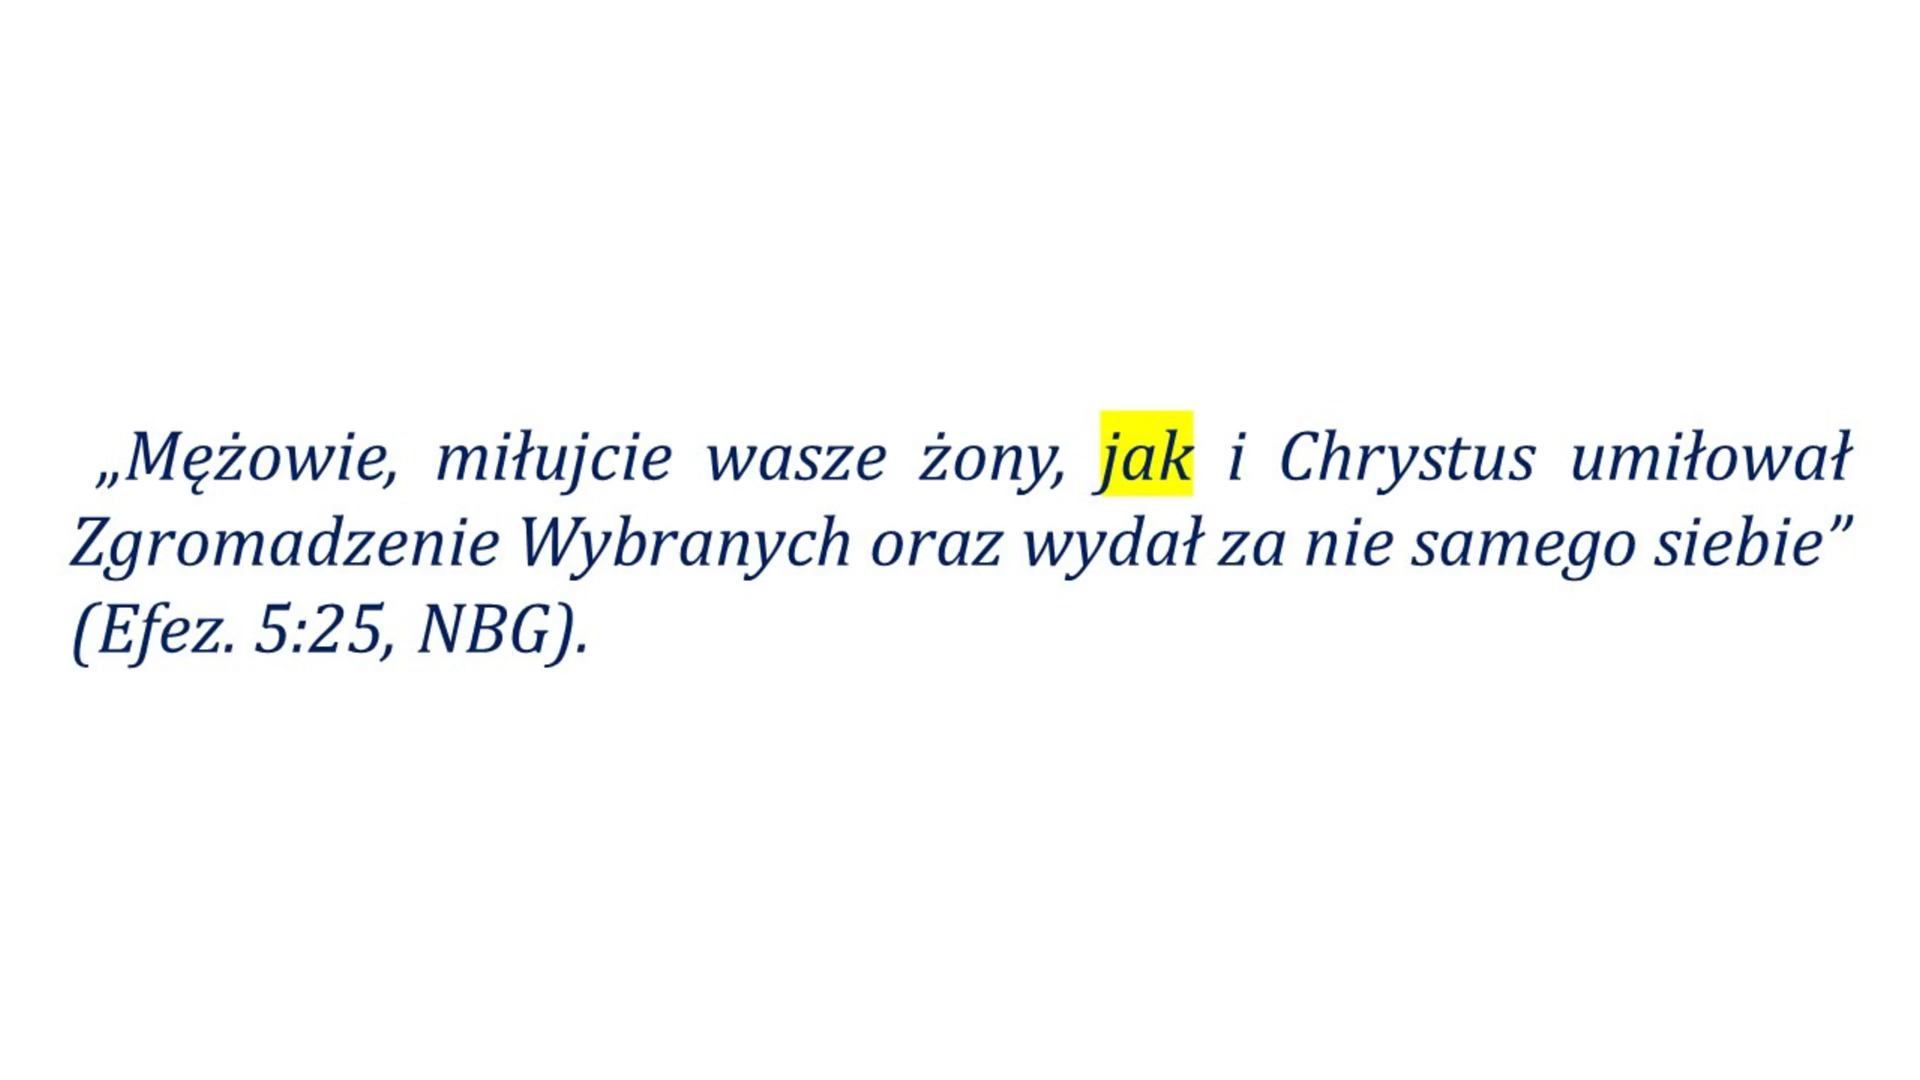 „Mężowie, miłujcie wasze żony, jak i Chrystus umiłował
Zgromadzenie Wybranych oraz wydał za nie samego siebie”
(Efez. 5:25, NBG).